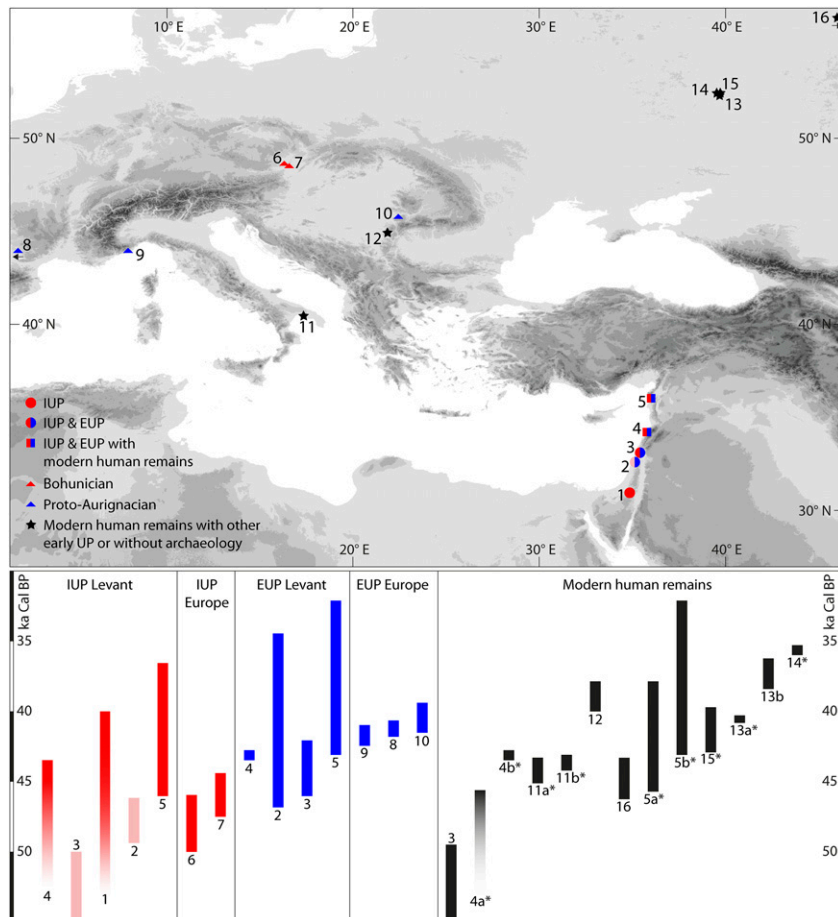 10° E
20° E
30° E
40° E
16
14
15
13
50° N
50° N
6
7
10
12
8
9
40° N
40° N
11
IUP
IUP & EUP
IUP & EUP with
modern human remains
Bohunician
Proto-Aurignacian
Modern human remains with other
early UP or without archaeology
5
4
3
2
1
30° N
20° E
30° E
40° E
ka Cal BP
IUP Levant
IUP
Europe
EUP Levant
EUP Europe
Modern human remains
ka Cal BP
35
35
14*
13b
12
13a*
40
40
9
8
10
4
4b*
11a*
11b*
15*
5
5b*
45
45
5
2
7
2
3
16
5a*
6
3
3
50
50
4
1
4a*